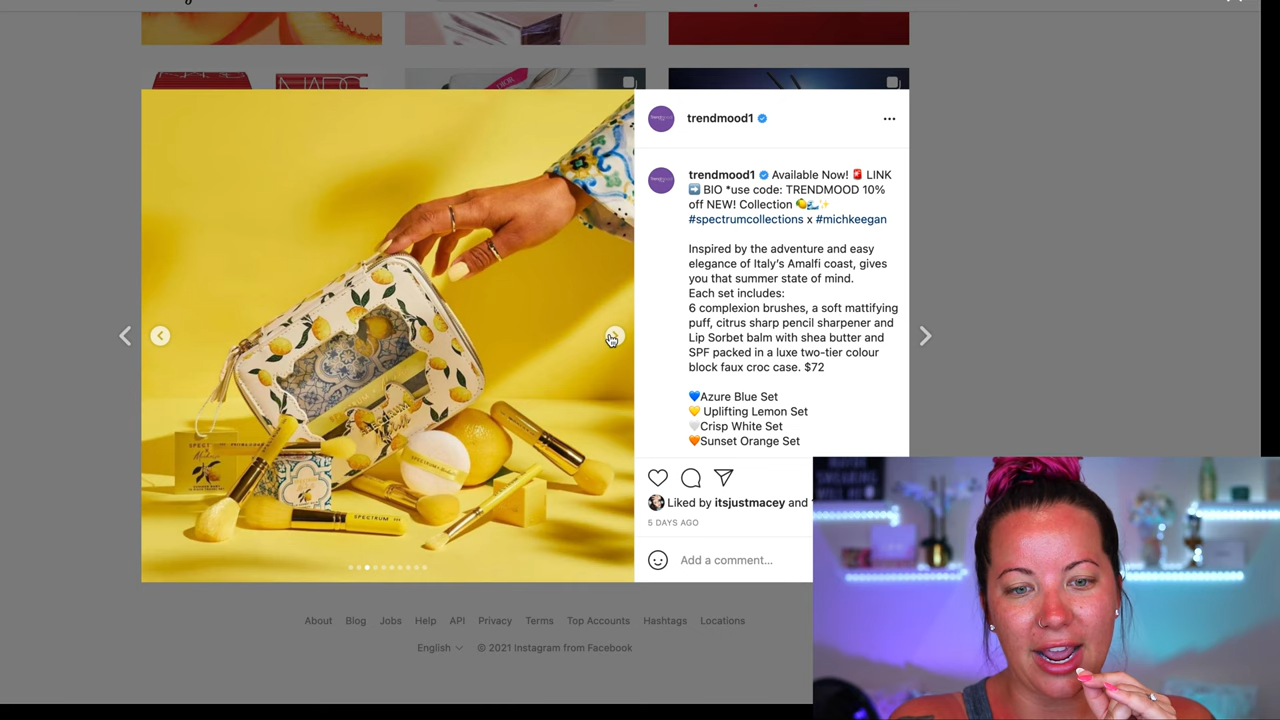 NARS
trendmood1
trendmood1 Available Now! 🚨 LINK
➡️ BIO *use code: TRENDMOOD 10%
off NEW! Collection 🍋🌊✨
#spectrumcollections x #michkeegan
Inspired by the adventure and easy
elegance of Italy's Amalfi coast, gives
you that summer state of mind.
Each set includes:
6 complexion brushes, a soft mattifying
puff, citrus sharp pencil sharpener and
Lip Sorbet balm with shea butter and
SPF packed in a luxe two-tier colour
block faux croc case. $72
💙Azure Blue Set
💛 Uplifting Lemon Set
🤍Crisp White Set
🧡Sunset Orange Set
SPECTRUM
Liked by itsjustmacey and
5 DAYS AGO
Add a comment...
About Blog Jobs Help API Privacy Terms Top Accounts Hashtags Locations
English © 2021 Instagram from Facebook